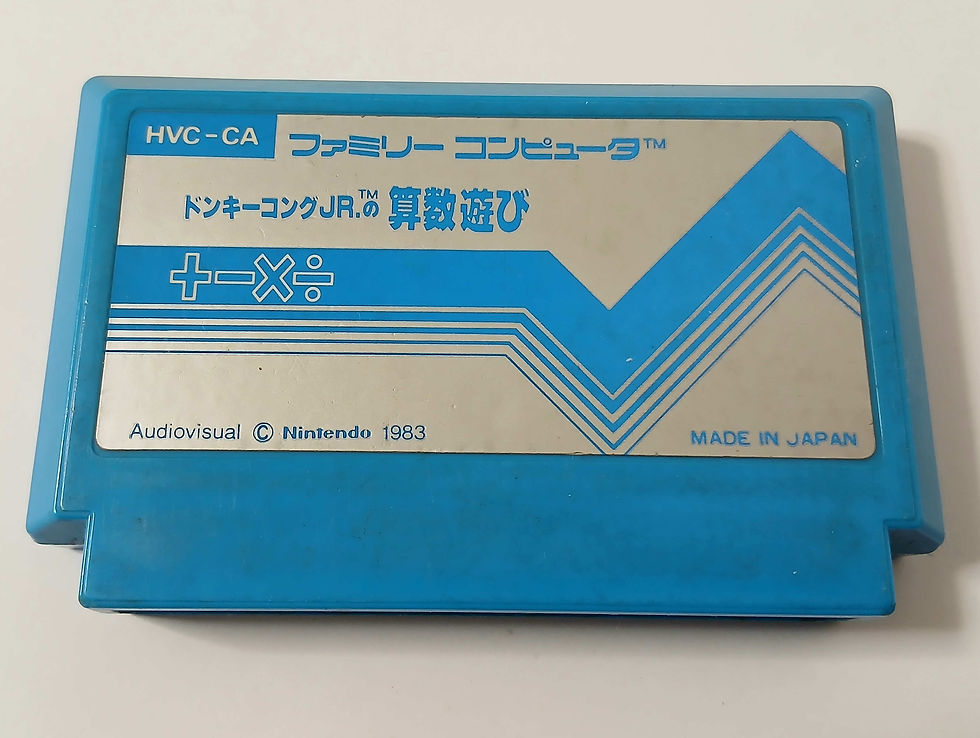 HVC-CA ファミリー コンピュータ™
ドンキーコングJR.™の 算数遊び
+-×÷
Audiovisual © Nintendo 1983
MADE IN JAPAN